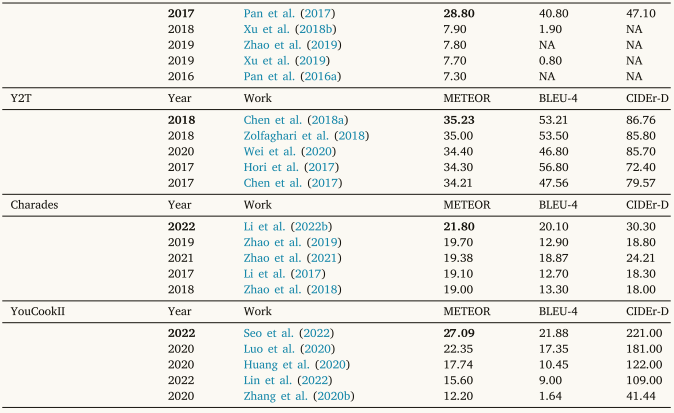 2017 Pan et al. (2017) 28.80 40.80 47.10
2018 Xu et al. (2018b) 7.90 1.90 NA
2019 Zhao et al. (2019) 7.80 NA NA
2019 Xu et al. (2019) 7.70 0.80 NA
2016 Pan et al. (2016a) 7.30 NA NA
Y2T Year Work METEOR BLEU-4 CIDEr-D
2018 Chen et al. (2018a) 35.23 53.21 86.76
2018 Zolfaghari et al. (2018) 35.00 53.50 85.80
2020 Wei et al. (2020) 34.40 46.80 85.70
2017 Hori et al. (2017) 34.30 56.80 72.40
2017 Chen et al. (2017) 34.21 47.56 79.57
Charades Year Work METEOR BLEU-4 CIDEr-D
2022 Li et al. (2022b) 21.80 20.10 30.30
2019 Zhao et al. (2019) 19.70 12.90 18.80
2021 Zhao et al. (2021) 19.38 18.87 24.21
2017 Li et al. (2017) 19.10 12.70 18.30
2018 Zhao et al. (2018) 19.00 13.30 18.00
YouCookII Year Work METEOR BLEU-4 CIDEr-D
2022 Seo et al. (2022) 27.09 21.88 221.00
2020 Luo et al. (2020) 22.35 17.35 181.00
2020 Huang et al. (2020) 17.74 10.45 122.00
2022 Lin et al. (2022) 15.60 9.00 109.00
2020 Zhang et al. (2020b) 12.20 1.64 41.44